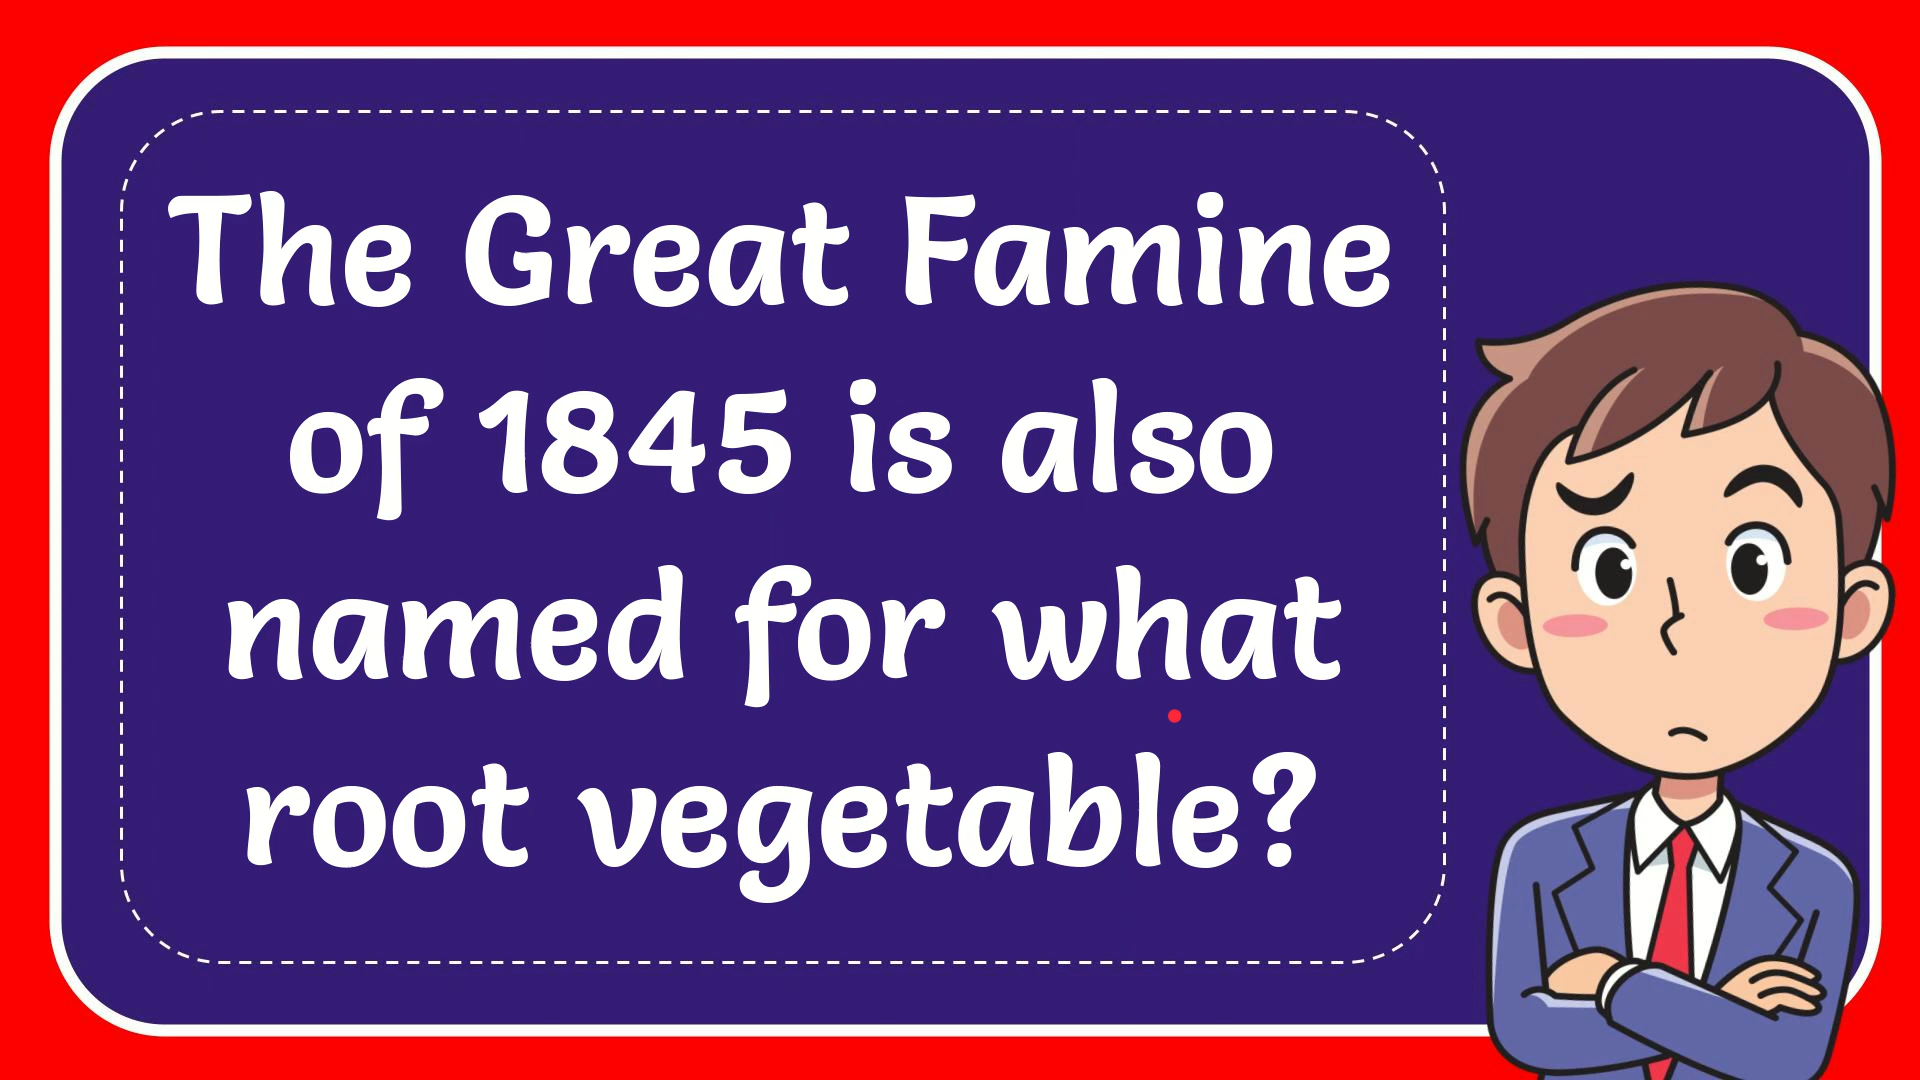 The Great Famine
of 1845 is also
named for what
root vegetable?